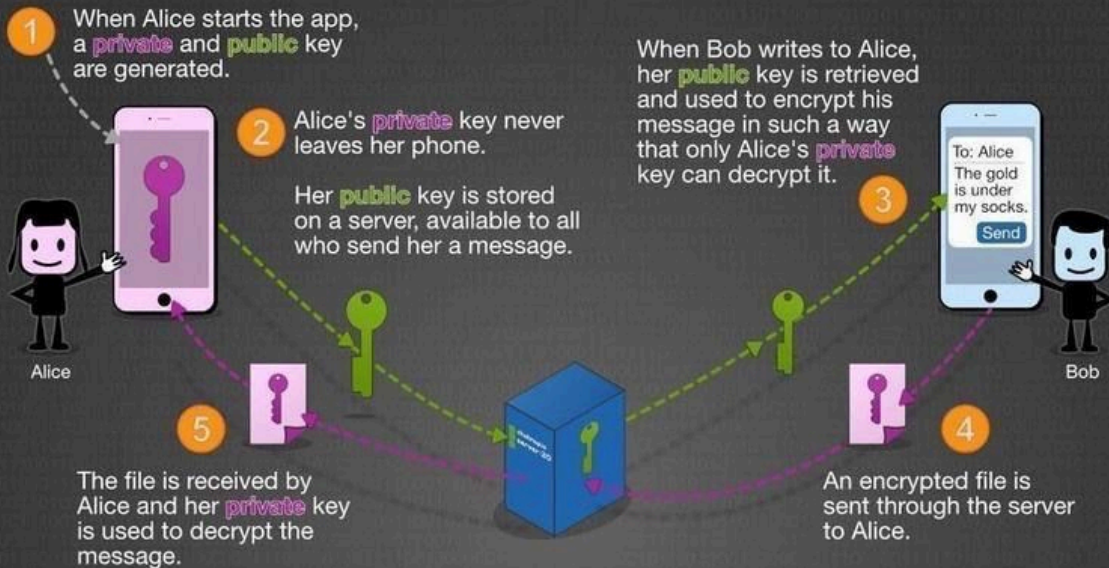 1
When Alice starts the app,
a private and public key
are generated.
2
Alice's private key never
leaves her phone.
Her public key is stored
on a server, available to all
who send her a message.
When Bob writes to Alice,
her public key is retrieved
and used to encrypt his
message in such a way
that only Alice's private
key can decrypt it.
3
To: Alice
The gold
is under
my socks.
Send
Alice
Bob
4
An encrypted file is
sent through the server
to Alice.
5
The file is received by
Alice and her private key
is used to decrypt the
message.